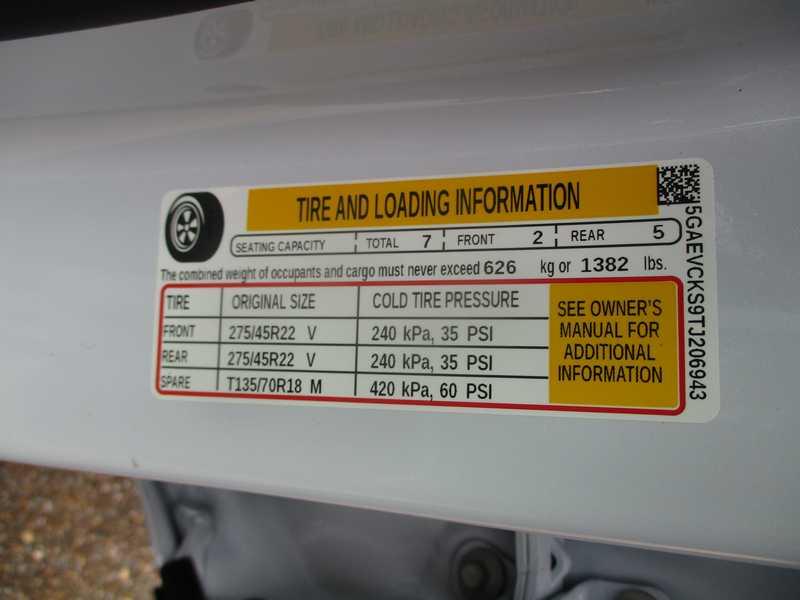 TIRE AND LOADING INFORMATION
SEATING CAPACITY TOTAL 7 FRONT 2 REAR 5
The combined weight of occupants and cargo must never exceed 626 kg or 1382 lbs.
TIRE ORIGINAL SIZE COLD TIRE PRESSURE
FRONT 275/45R22 V 240 kPa, 35 PSI
REAR 275/45R22 V 240 kPa, 35 PSI
SPARE T135/70R18 M 420 kPa, 60 PSI
SEE OWNER'S
MANUAL FOR
ADDITIONAL
INFORMATION
5GAEVCKS9TJ206943